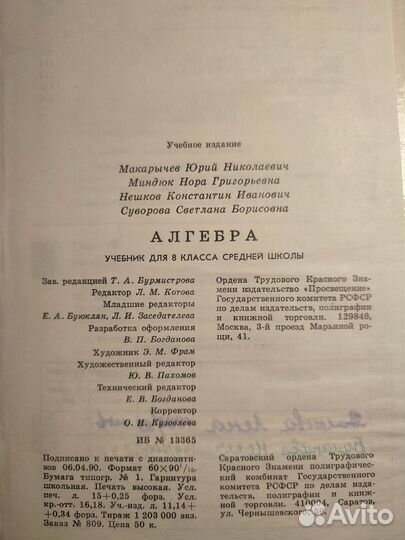 Учебное издание
Макарычев Юрий Николаевич
Миндюк Нора Григорьевна
Нешков Константин Иванович
Суворова Светлана Борисовна
АЛГЕБРА
УЧЕБНИК ДЛЯ 8 КЛАССА СРЕДНЕЙ ШКОЛЫ
Зав. редакцией Т. А. Бурмистрова
Редактор Л. М. Котова
Младшие редакторы
Е. А. Буюклян, Л. И. Заседателева
Разработка оформления
В. П. Богданова
Художник Э. М. Фрам
Художественный редактор
Ю. В. Пахомов
Технический редактор
Е. В. Богданова
Корректор
О. И. Кузовлева
ИБ № 13365
Подписано к печати с диапозити-
вов 06.04.90. Формат 60×90 1/16.
Бумага типогр. № 1. Гарнитура
школьная. Печать высокая. Усл.
печ. л. 15+0,25 форз. Усл.
кр.-отт. 16,18. Уч.-изд. л. 11,14+
+0,34 форз. Тираж 1 203 000 экз.
Заказ № 809. Цена 50 к.
Ордена Трудового Красного Зна-
мени издательство «Просвещение»
Государственного комитета РСФСР
по делам издательств, полиграфии
и книжной торговли. 129846,
Москва, 3-й проезд Марьиной ро-
щи, 41.
Лена
Саратовский ордена Трудового
Красного Знамени полиграфиче-
ский комбинат Государственного
комитета РСФСР по делам изда-
тельств, полиграфии и книж-
ной торговли. 410004, Саратов,
ул. Чернышевского
Avito